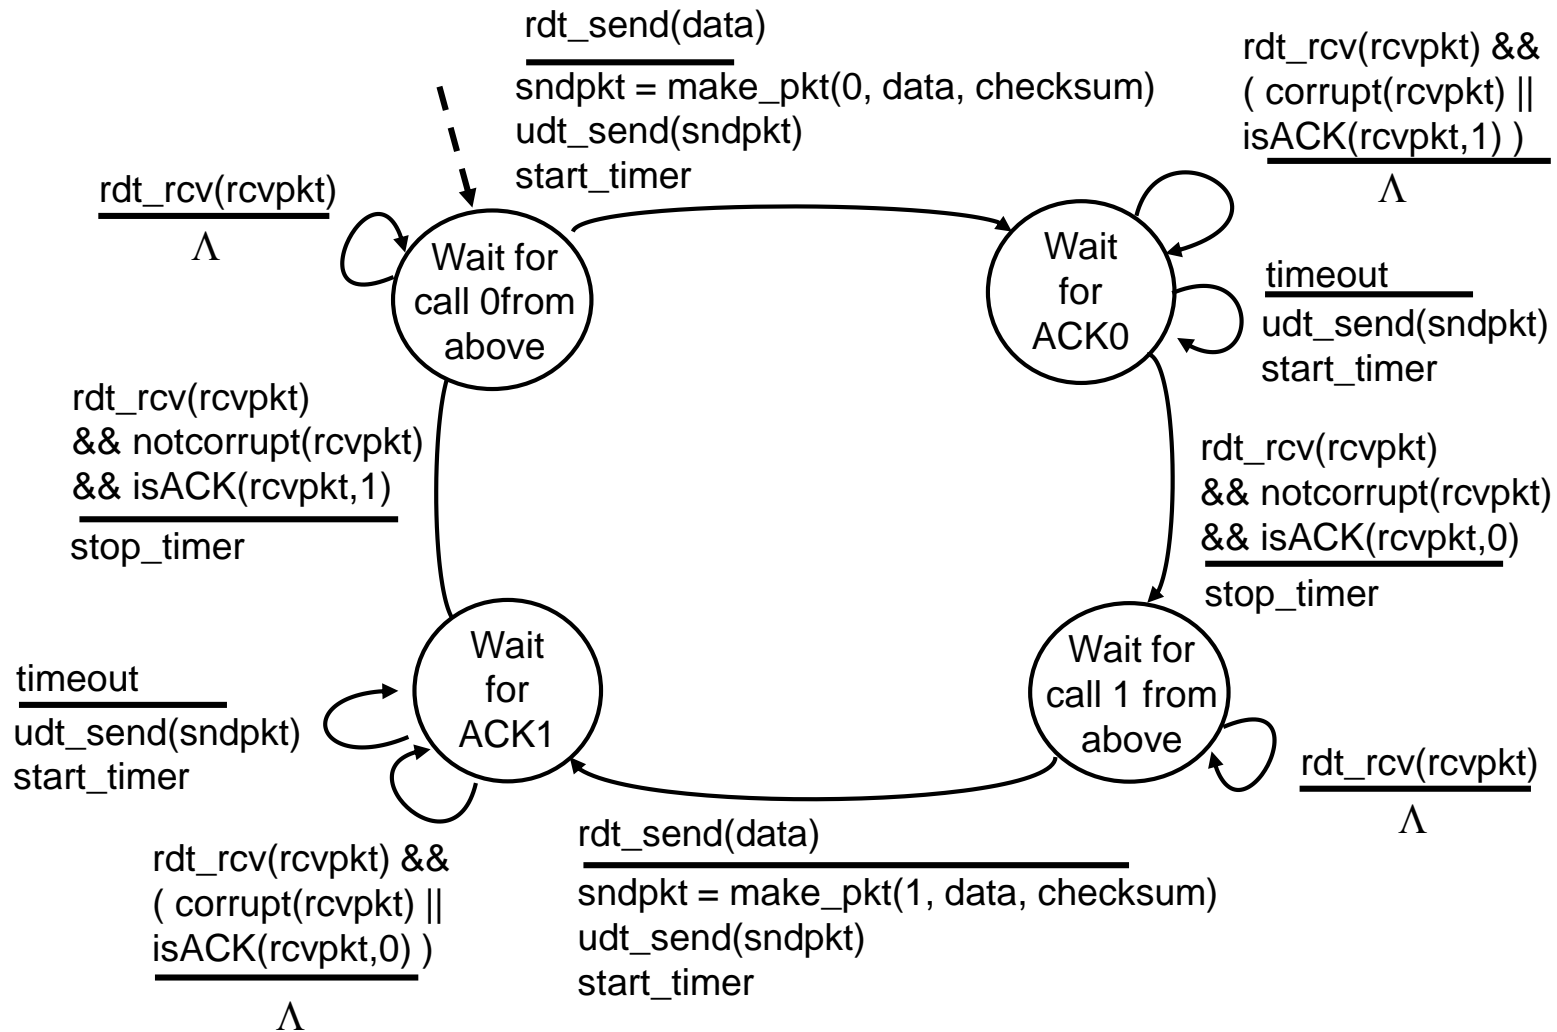 rdt_send(data)
sndpkt = make_pkt(0, data, checksum)
udt_send(sndpkt)
start_timer
rdt_rcv(rcvpkt) &&
( corrupt(rcvpkt) ||
isACK(rcvpkt,1) )
Λ
rdt_rcv(rcvpkt)
Λ
Wait for
call 0from
above
Wait
for
ACK0
timeout
udt_send(sndpkt)
start_timer
rdt_rcv(rcvpkt)
&& notcorrupt(rcvpkt)
&& isACK(rcvpkt,1)
stop_timer
rdt_rcv(rcvpkt)
&& notcorrupt(rcvpkt)
&& isACK(rcvpkt,0)
stop_timer
Wait
for
ACK1
Wait for
call 1 from
above
timeout
udt_send(sndpkt)
start_timer
rdt_rcv(rcvpkt)
Λ
rdt_rcv(rcvpkt) &&
( corrupt(rcvpkt) ||
isACK(rcvpkt,0) )
Λ
rdt_send(data)
sndpkt = make_pkt(1, data, checksum)
udt_send(sndpkt)
start_timer